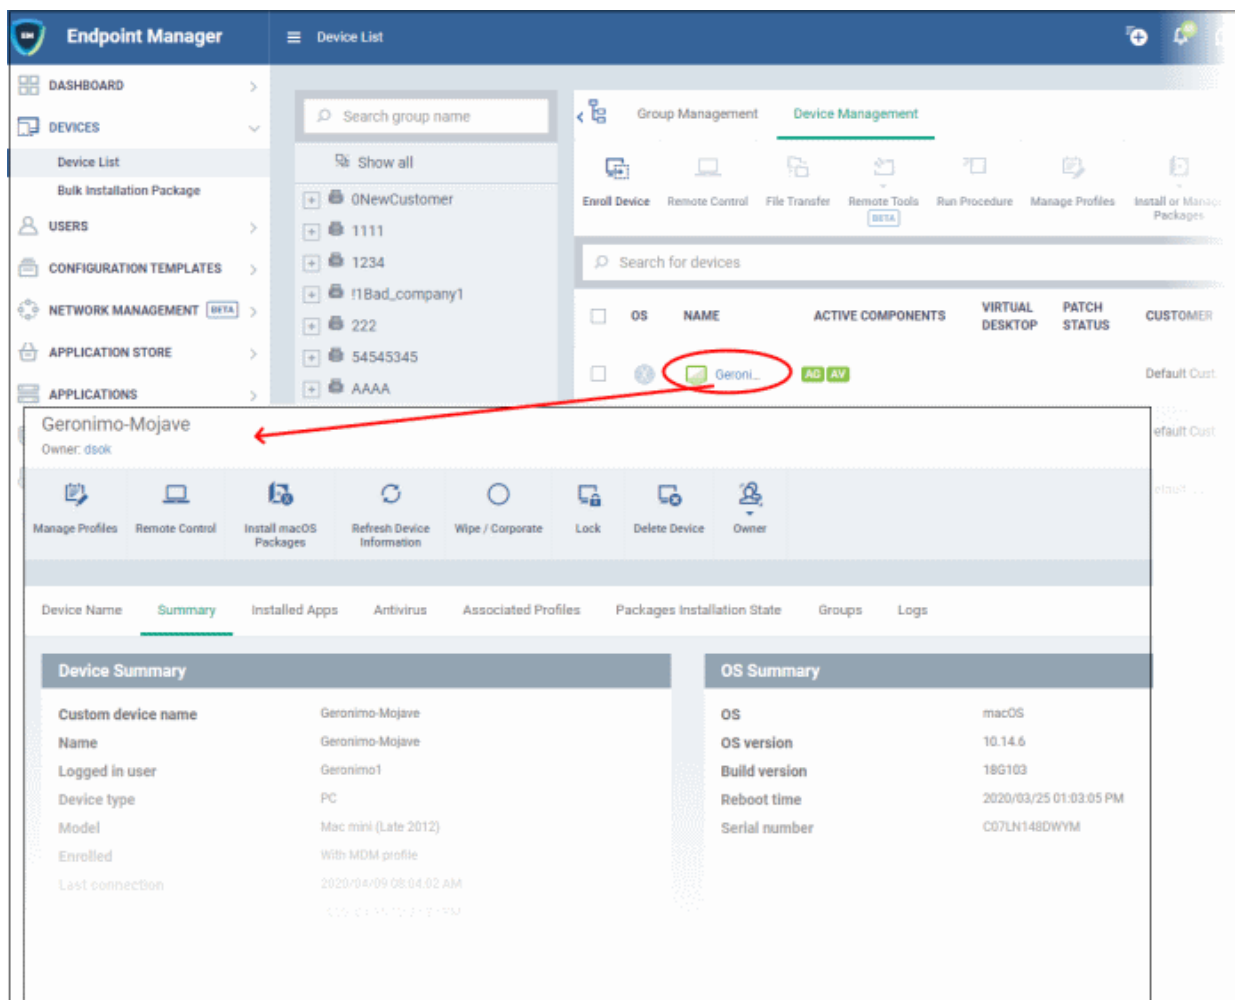 EM
Endpoint Manager
Device List
DASHBOARD
DEVICES
Device List
Bulk Installation Package
USERS
CONFIGURATION TEMPLATES
NETWORK MANAGEMENT BETA
APPLICATION STORE
APPLICATIONS
Search group name
Show all
0NewCustomer
1111
1234
!1Bad_company1
222
54545345
AAAA
Group Management
Device Management
Enroll Device
Remote Control
File Transfer
Remote Tools
BETA
Run Procedure
Manage Profiles
Install or Manage
Packages
Search for devices
OS
NAME
ACTIVE COMPONENTS
VIRTUAL
DESKTOP
PATCH
STATUS
CUSTOMER
Geroni...
AG AV
Default Cust
efault Cust
Geronimo-Mojave
Owner: dsok
Manage Profiles
Remote Control
Install macOS
Packages
Refresh Device
Information
Wipe / Corporate
Lock
Delete Device
Owner
Device Name
Summary
Installed Apps
Antivirus
Associated Profiles
Packages Installation State
Groups
Logs
Device Summary
Custom device name Geronimo-Mojave
Name Geronimo-Mojave
Logged in user Geronimo1
Device type PC
Model Mac mini (Late 2012)
Enrolled With MDM profile
Last connection 2020/04/09 08:04:02 AM
OS Summary
OS macOS
OS version 10.14.6
Build version 18G103
Reboot time 2020/03/25 01:03:05 PM
Serial number C07LN148DWYM